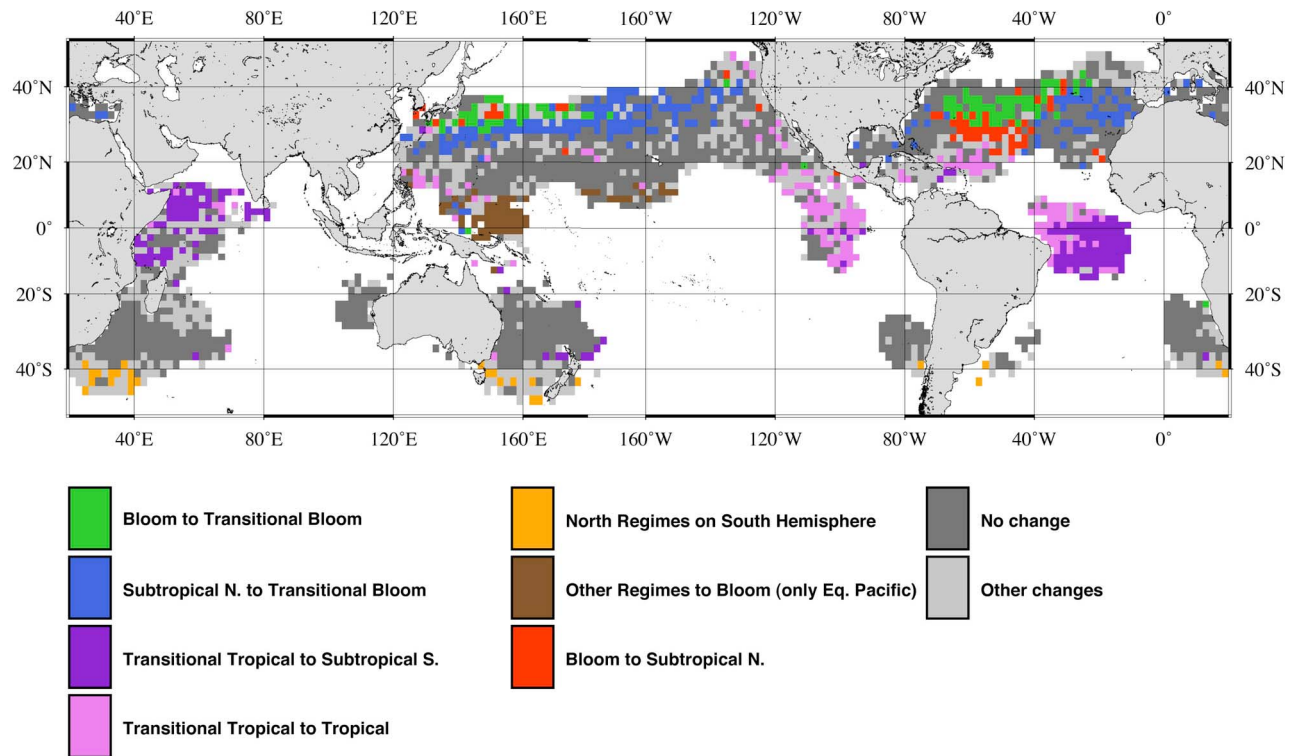 40˚E 80˚E 120˚E 160˚E 160˚W 120˚W 80˚W 40˚W 0˚
40˚N 40˚N
20˚N 20˚N
0˚ 0˚
20˚S 20˚S
40˚S 40˚S
40˚E 80˚E 120˚E 160˚E 160˚W 120˚W 80˚W 40˚W 0˚
Bloom to Transitional Bloom
Subtropical N. to Transitional Bloom
Transitional Tropical to Subtropical S.
Transitional Tropical to Tropical
North Regimes on South Hemisphere
Other Regimes to Bloom (only Eq. Pacific)
Bloom to Subtropical N.
No change
Other changes